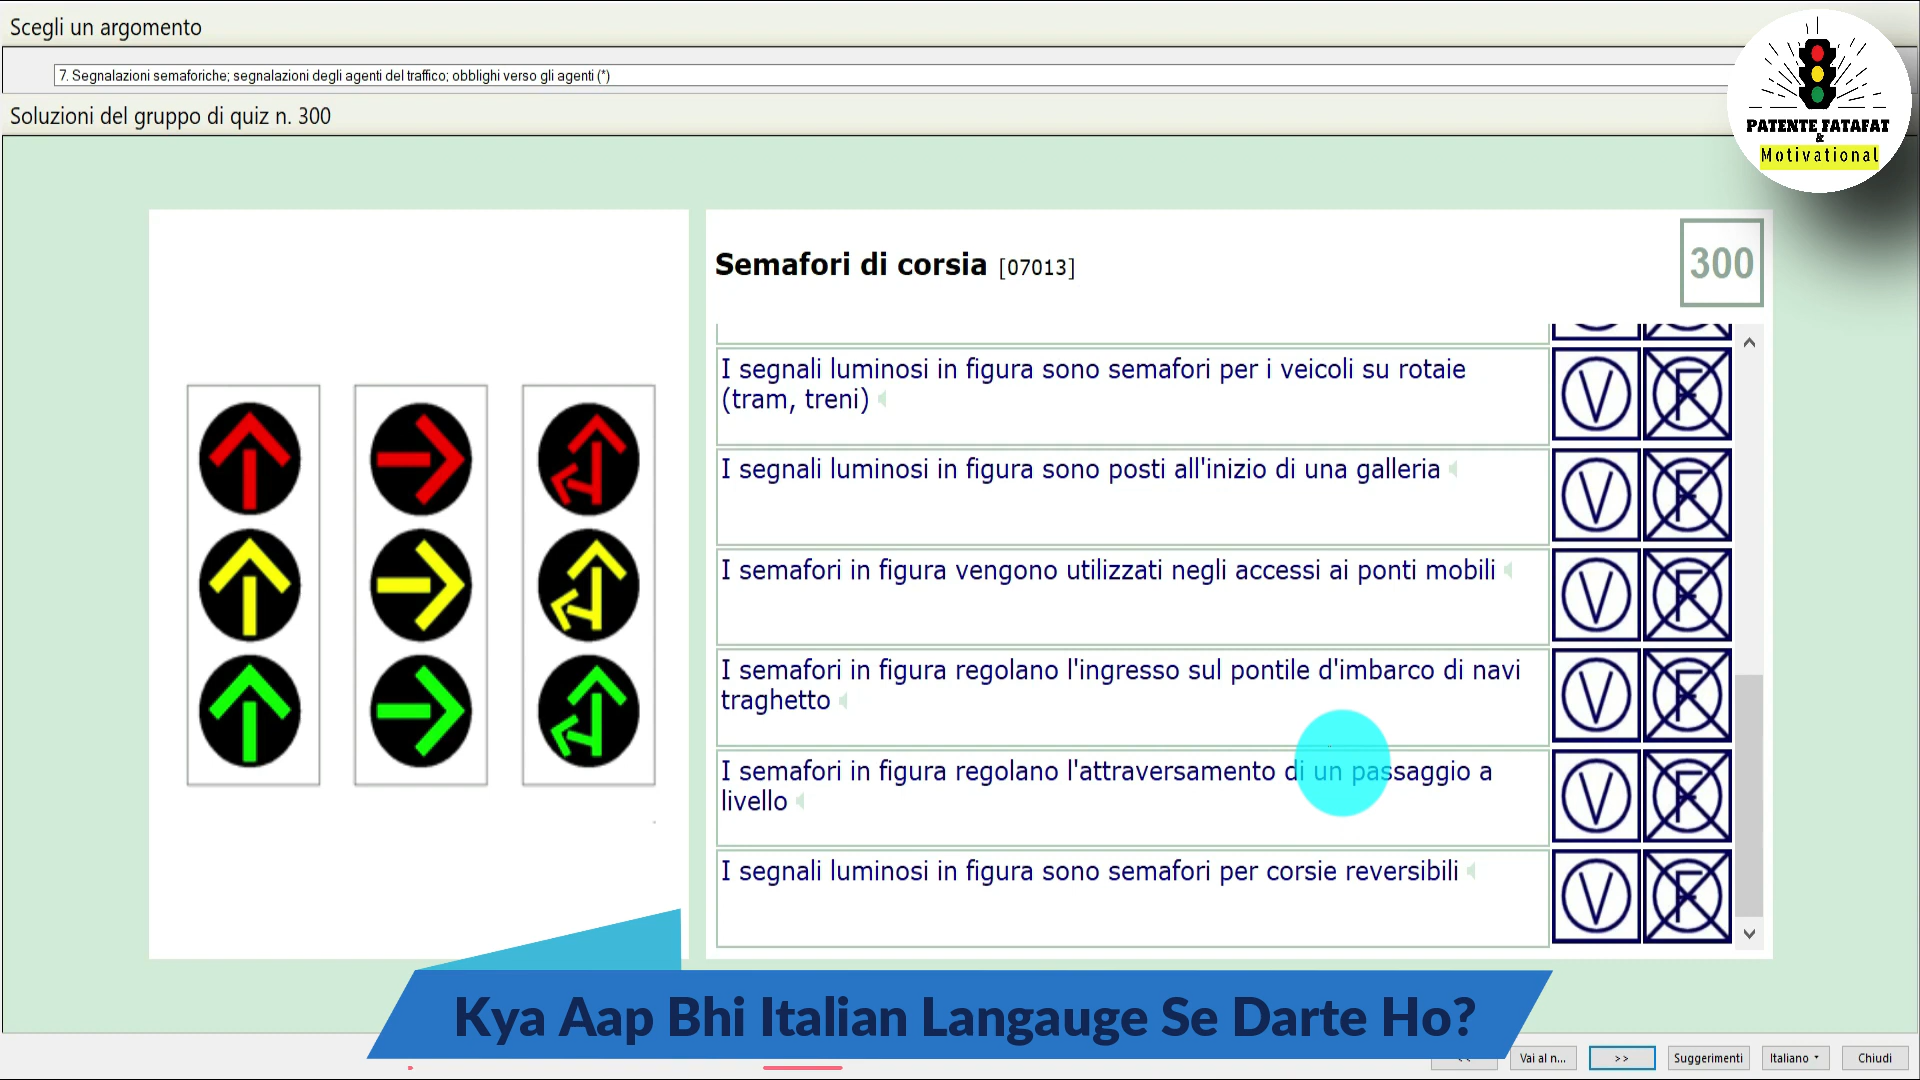 Scegli un argomento
7. Segnalazioni semaforiche; segnalazioni degli agenti del traffico; obblighi verso gli agenti (*)
Soluzioni del gruppo di quiz n. 300
PATENTE FATAFAT
&
Motivational
Semafori di corsia [07013]
300
I segnali luminosi in figura sono semafori per i veicoli su rotaie
(tram, treni)
V F
I segnali luminosi in figura sono posti all'inizio di una galleria
V F
I semafori in figura vengono utilizzati negli accessi ai ponti mobili
V F
I semafori in figura regolano l'ingresso sul pontile d'imbarco di navi
traghetto
V F
I semafori in figura regolano l'attraversamento di un passaggio a
livello
V F
I segnali luminosi in figura sono semafori per corsie reversibili
V F
Kya Aap Bhi Italian Langauge Se Darte Ho?
Vai al n... >> Suggerimenti Italiano Chiudi